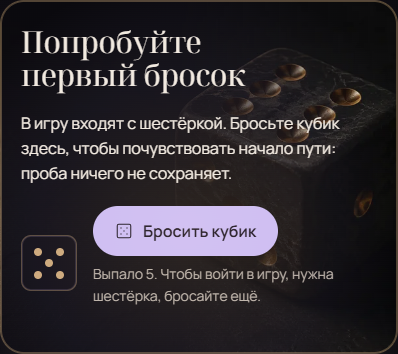 Попробуйте
первый бросок
В игру входят с шестёркой. Бросьте кубик
здесь, чтобы почувствовать начало пути:
проба ничего не сохраняет.
Бросить кубик
Выпало 5. Чтобы войти в игру, нужна
шестёрка, бросайте ещё.